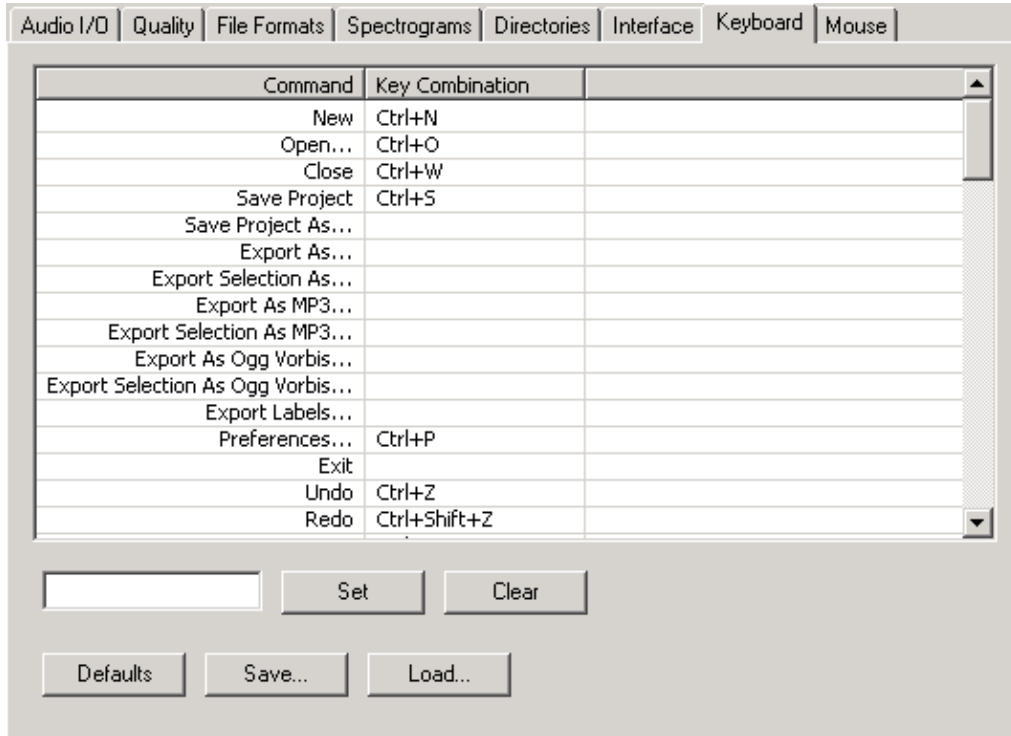 Audio I/O Quality File Formats Spectrograms Directories Interface Keyboard Mouse
Command Key Combination
New Ctrl+N
Open... Ctrl+O
Close Ctrl+W
Save Project Ctrl+S
Save Project As...
Export As...
Export Selection As...
Export As MP3...
Export Selection As MP3...
Export As Ogg Vorbis...
Export Selection As Ogg Vorbis...
Export Labels...
Preferences... Ctrl+P
Exit
Undo Ctrl+Z
Redo Ctrl+Shift+Z
Set Clear
Defaults Save... Load...